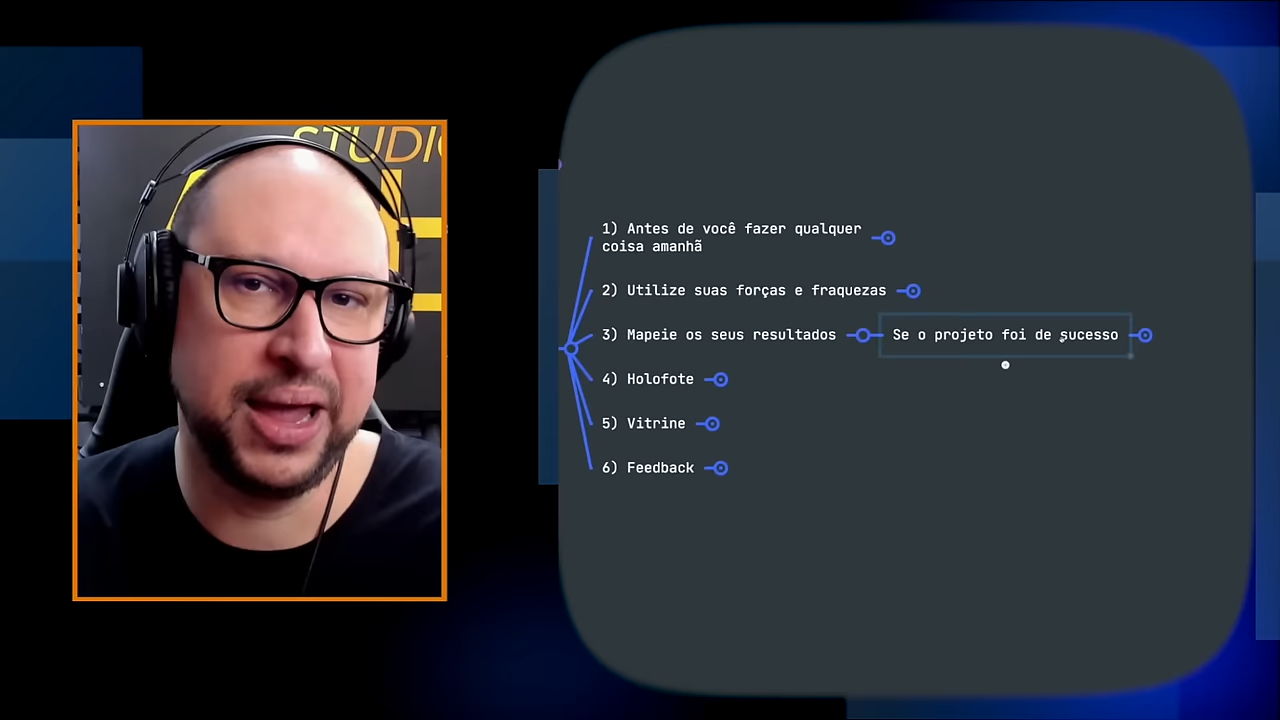 STUDIO
1) Antes de você fazer qualquer
coisa amanhã
2) Utilize suas forças e fraquezas
3) Mapeie os seus resultados
Se o projeto foi de sucesso
4) Holofote
5) Vitrine
6) Feedback